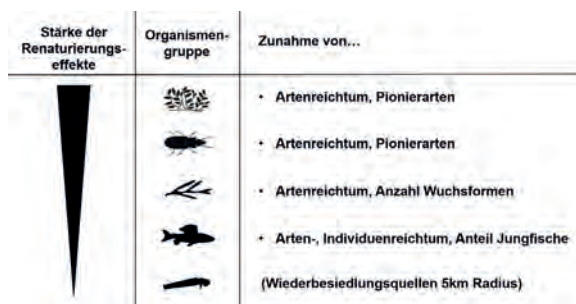 Stärke der
Renaturierungs-
effekte
Organismen-
gruppe
Zunahme von...
• Artenreichtum, Pionierarten
• Artenreichtum, Pionierarten
• Artenreichtum, Anzahl Wuchsformen
• Arten-, Individuenreichtum, Anteil Jungfische
(Wiederbesiedlungsquellen 5km Radius)